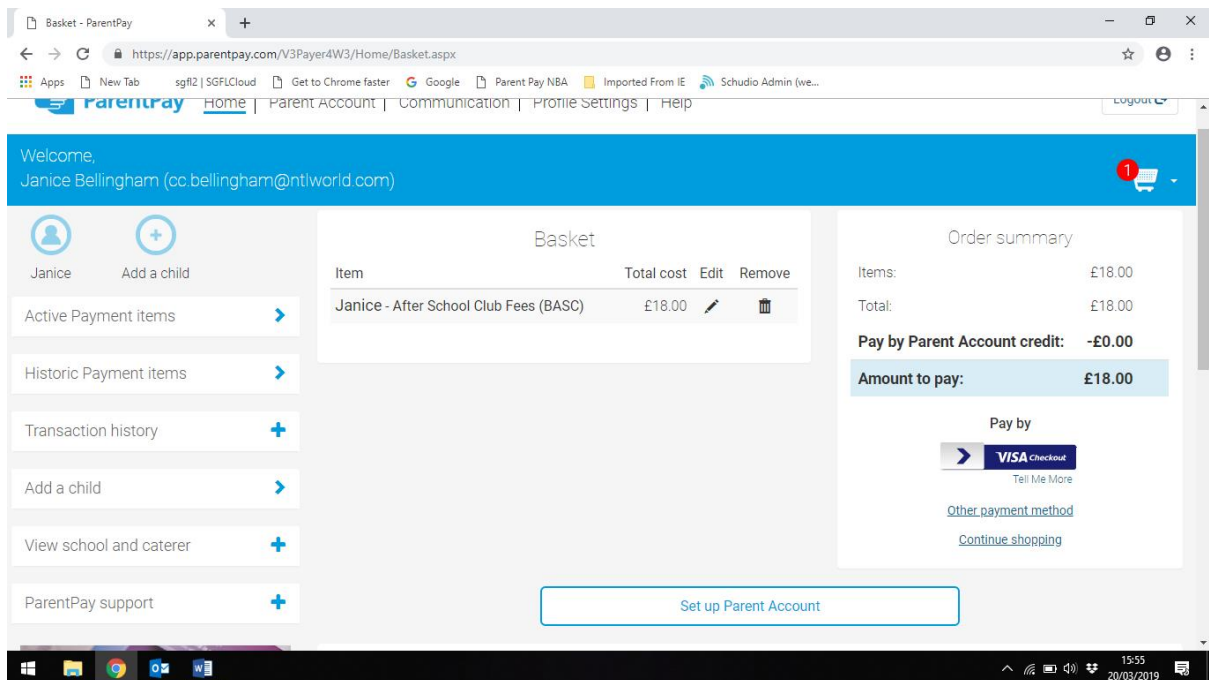 Basket - ParentPay
https://app.parentpay.com/V3Payer4W3/Home/Basket.aspx
Apps New Tab sgfl2 | SGFLCloud Get to Chrome faster Google Parent Pay NBA Imported From IE Schudio Admin (we...
ParentPay Home | Parent Account | Communication | Profile Settings | Help Logout
Welcome,
Janice Bellingham (cc.bellingham@ntlworld.com)
1
Janice Add a child
Active Payment items
Historic Payment items
Transaction history
Add a child
View school and caterer
ParentPay support
Basket
Item Total cost Edit Remove
Janice - After School Club Fees (BASC) £18.00
Order summary
Items: £18.00
Total: £18.00
Pay by Parent Account credit: -£0.00
Amount to pay: £18.00
Pay by
VISA Checkout
Tell Me More
Other payment method
Continue shopping
Set up Parent Account
15:55
20/03/2019